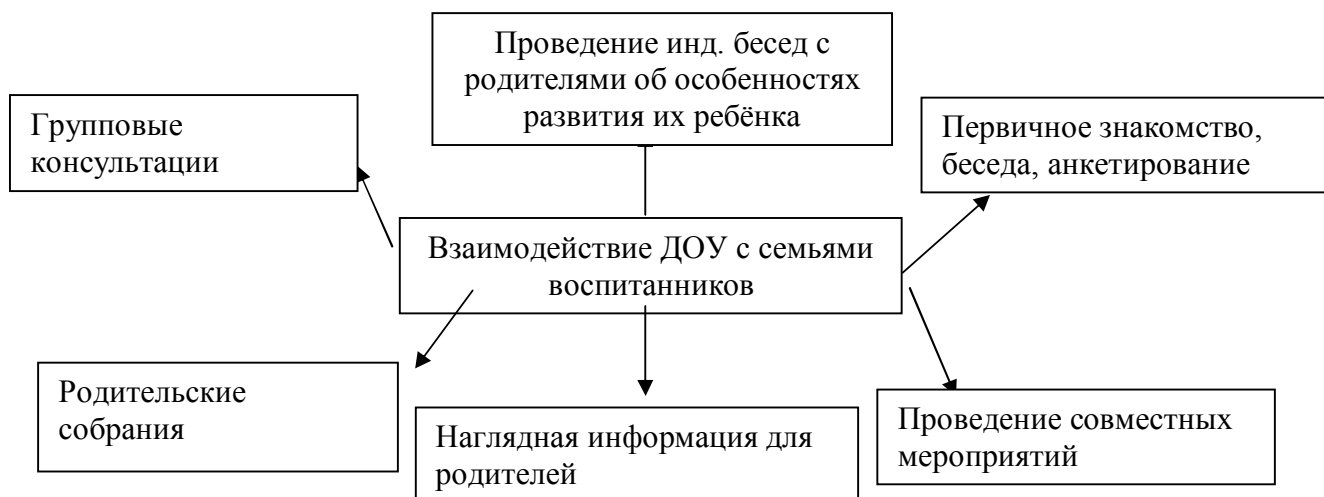 Проведение инд. бесед с
родителями об особенностях
развития их ребёнка
Групповые
консультации
Первичное знакомство,
беседа, анкетирование
Взаимодействие ДОУ с семьями
воспитанников
Родительские
собрания
Наглядная информация для
родителей
Проведение совместных
мероприятий